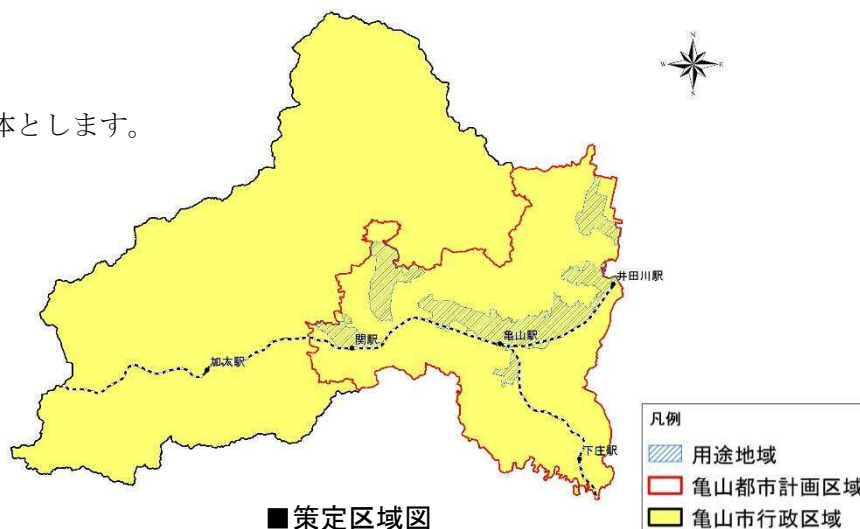 N
W E
S
体とします。
井田川駅
亀山駅
関駅
加太駅
下庄駅
凡例
用途地域
亀山都市計画区域
亀山市行政区域
■策定区域図